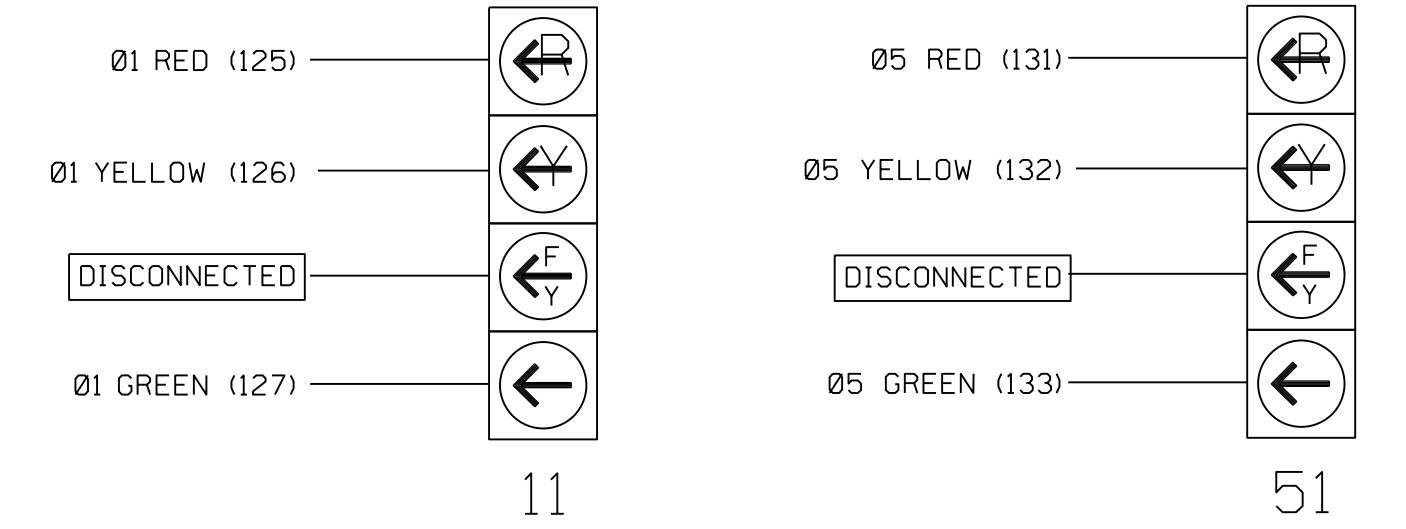 Ø1 RED (125)
R
Ø1 YELLOW (126)
Y
DISCONNECTED
F
Y
Ø1 GREEN (127)
11
Ø5 RED (131)
R
Ø5 YELLOW (132)
Y
DISCONNECTED
F
Y
Ø5 GREEN (133)
51